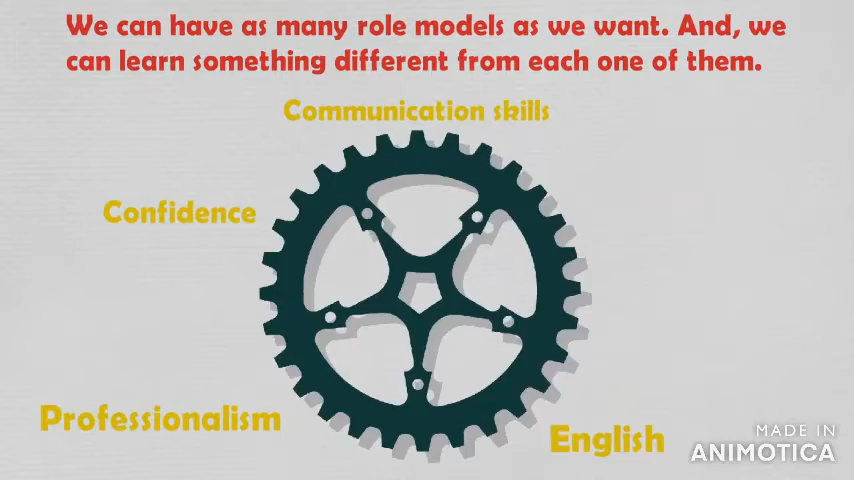 We can have as many role models as we want. And, we
can learn something different from each one of them.
Communication skills
Confidence
Professionalism
English
MADE IN
ANIMOTICA